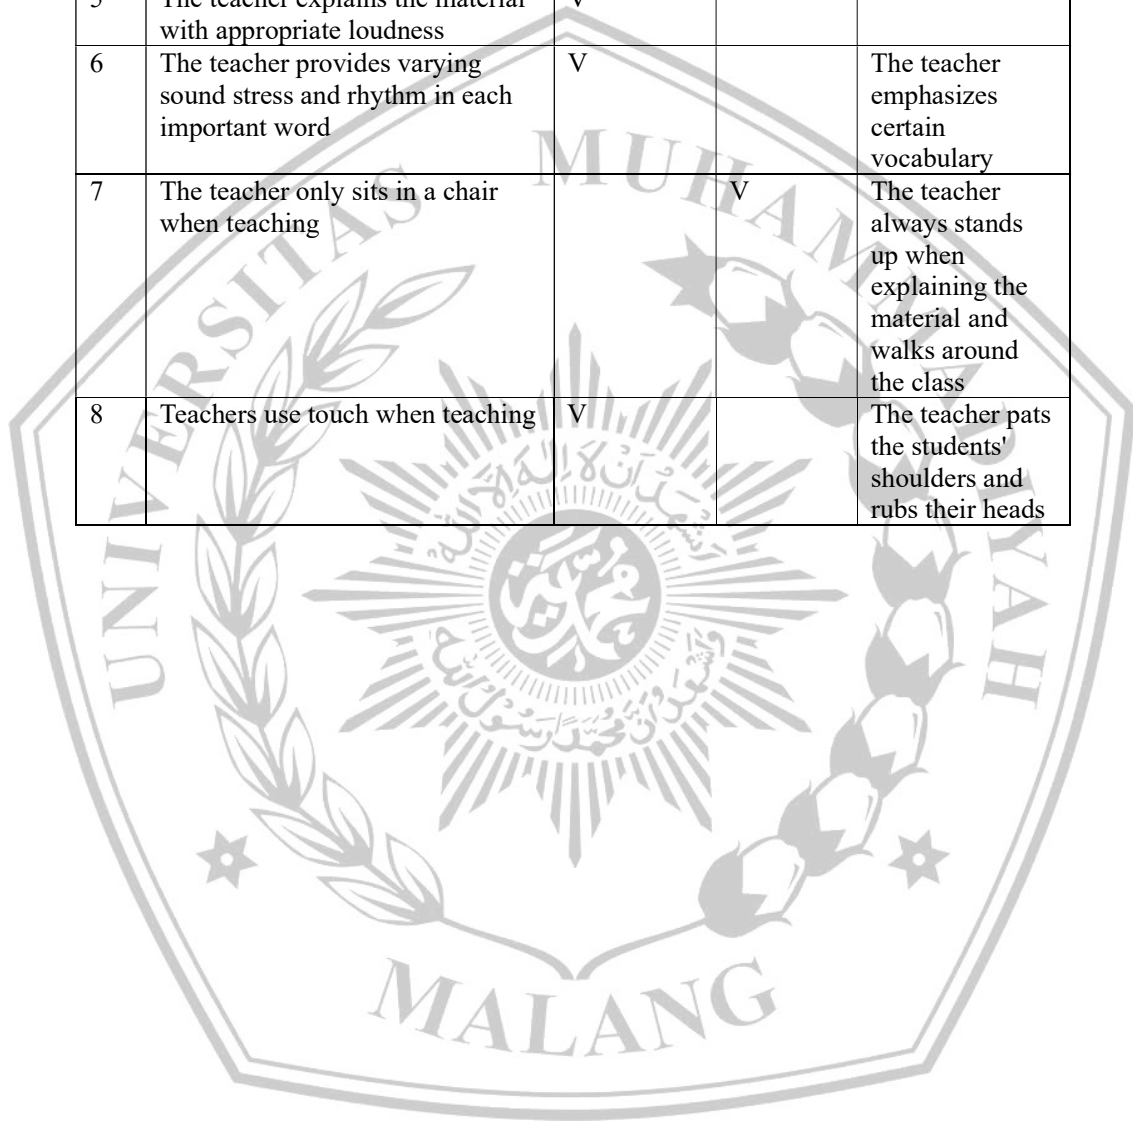 5 The teacher explains the material V
with appropriate loudness
6 The teacher provides varying V The teacher
sound stress and rhythm in each emphasizes
important word certain
vocabulary
7 The teacher only sits in a chair V The teacher
when teaching always stands
up when
explaining the
material and
walks around
the class
8 Teachers use touch when teaching V The teacher pats
the students'
shoulders and
rubs their heads
UNIVERSITAS MUHAMMADIYAH
MALANG